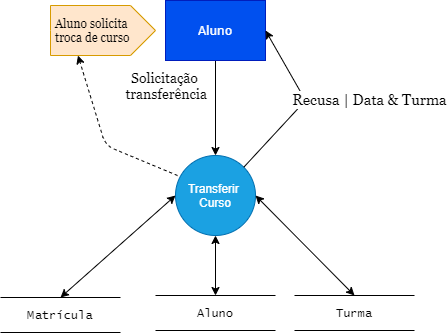 Aluno solicita
troca de curso
Aluno
Solicitação
transferência
Recusa | Data & Turma
Transferir
Curso
Matrícula
Aluno
Turma